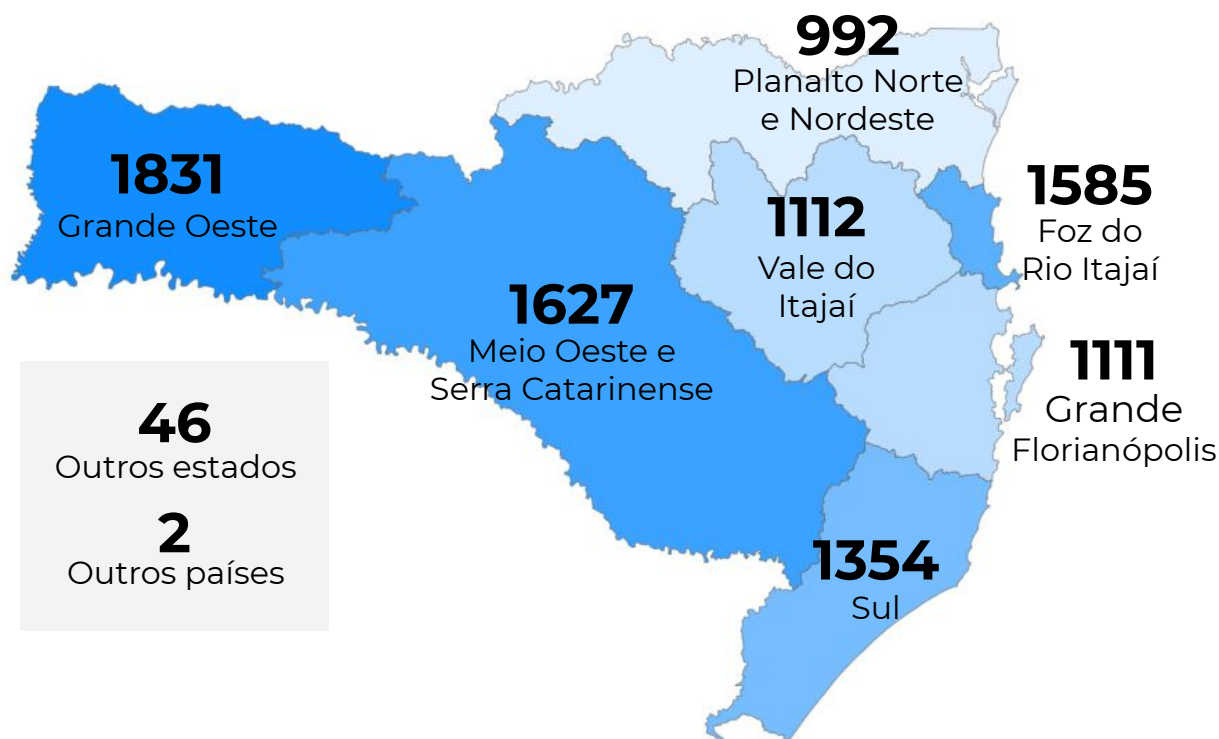 992
Planalto Norte
e Nordeste
1831
Grande Oeste
1112
Vale do
Itajaí
1585
Foz do
Rio Itajaí
1627
Meio Oeste e
Serra Catarinense
1111
Grande
Florianópolis
46
Outros estados
2
Outros países
1354
Sul